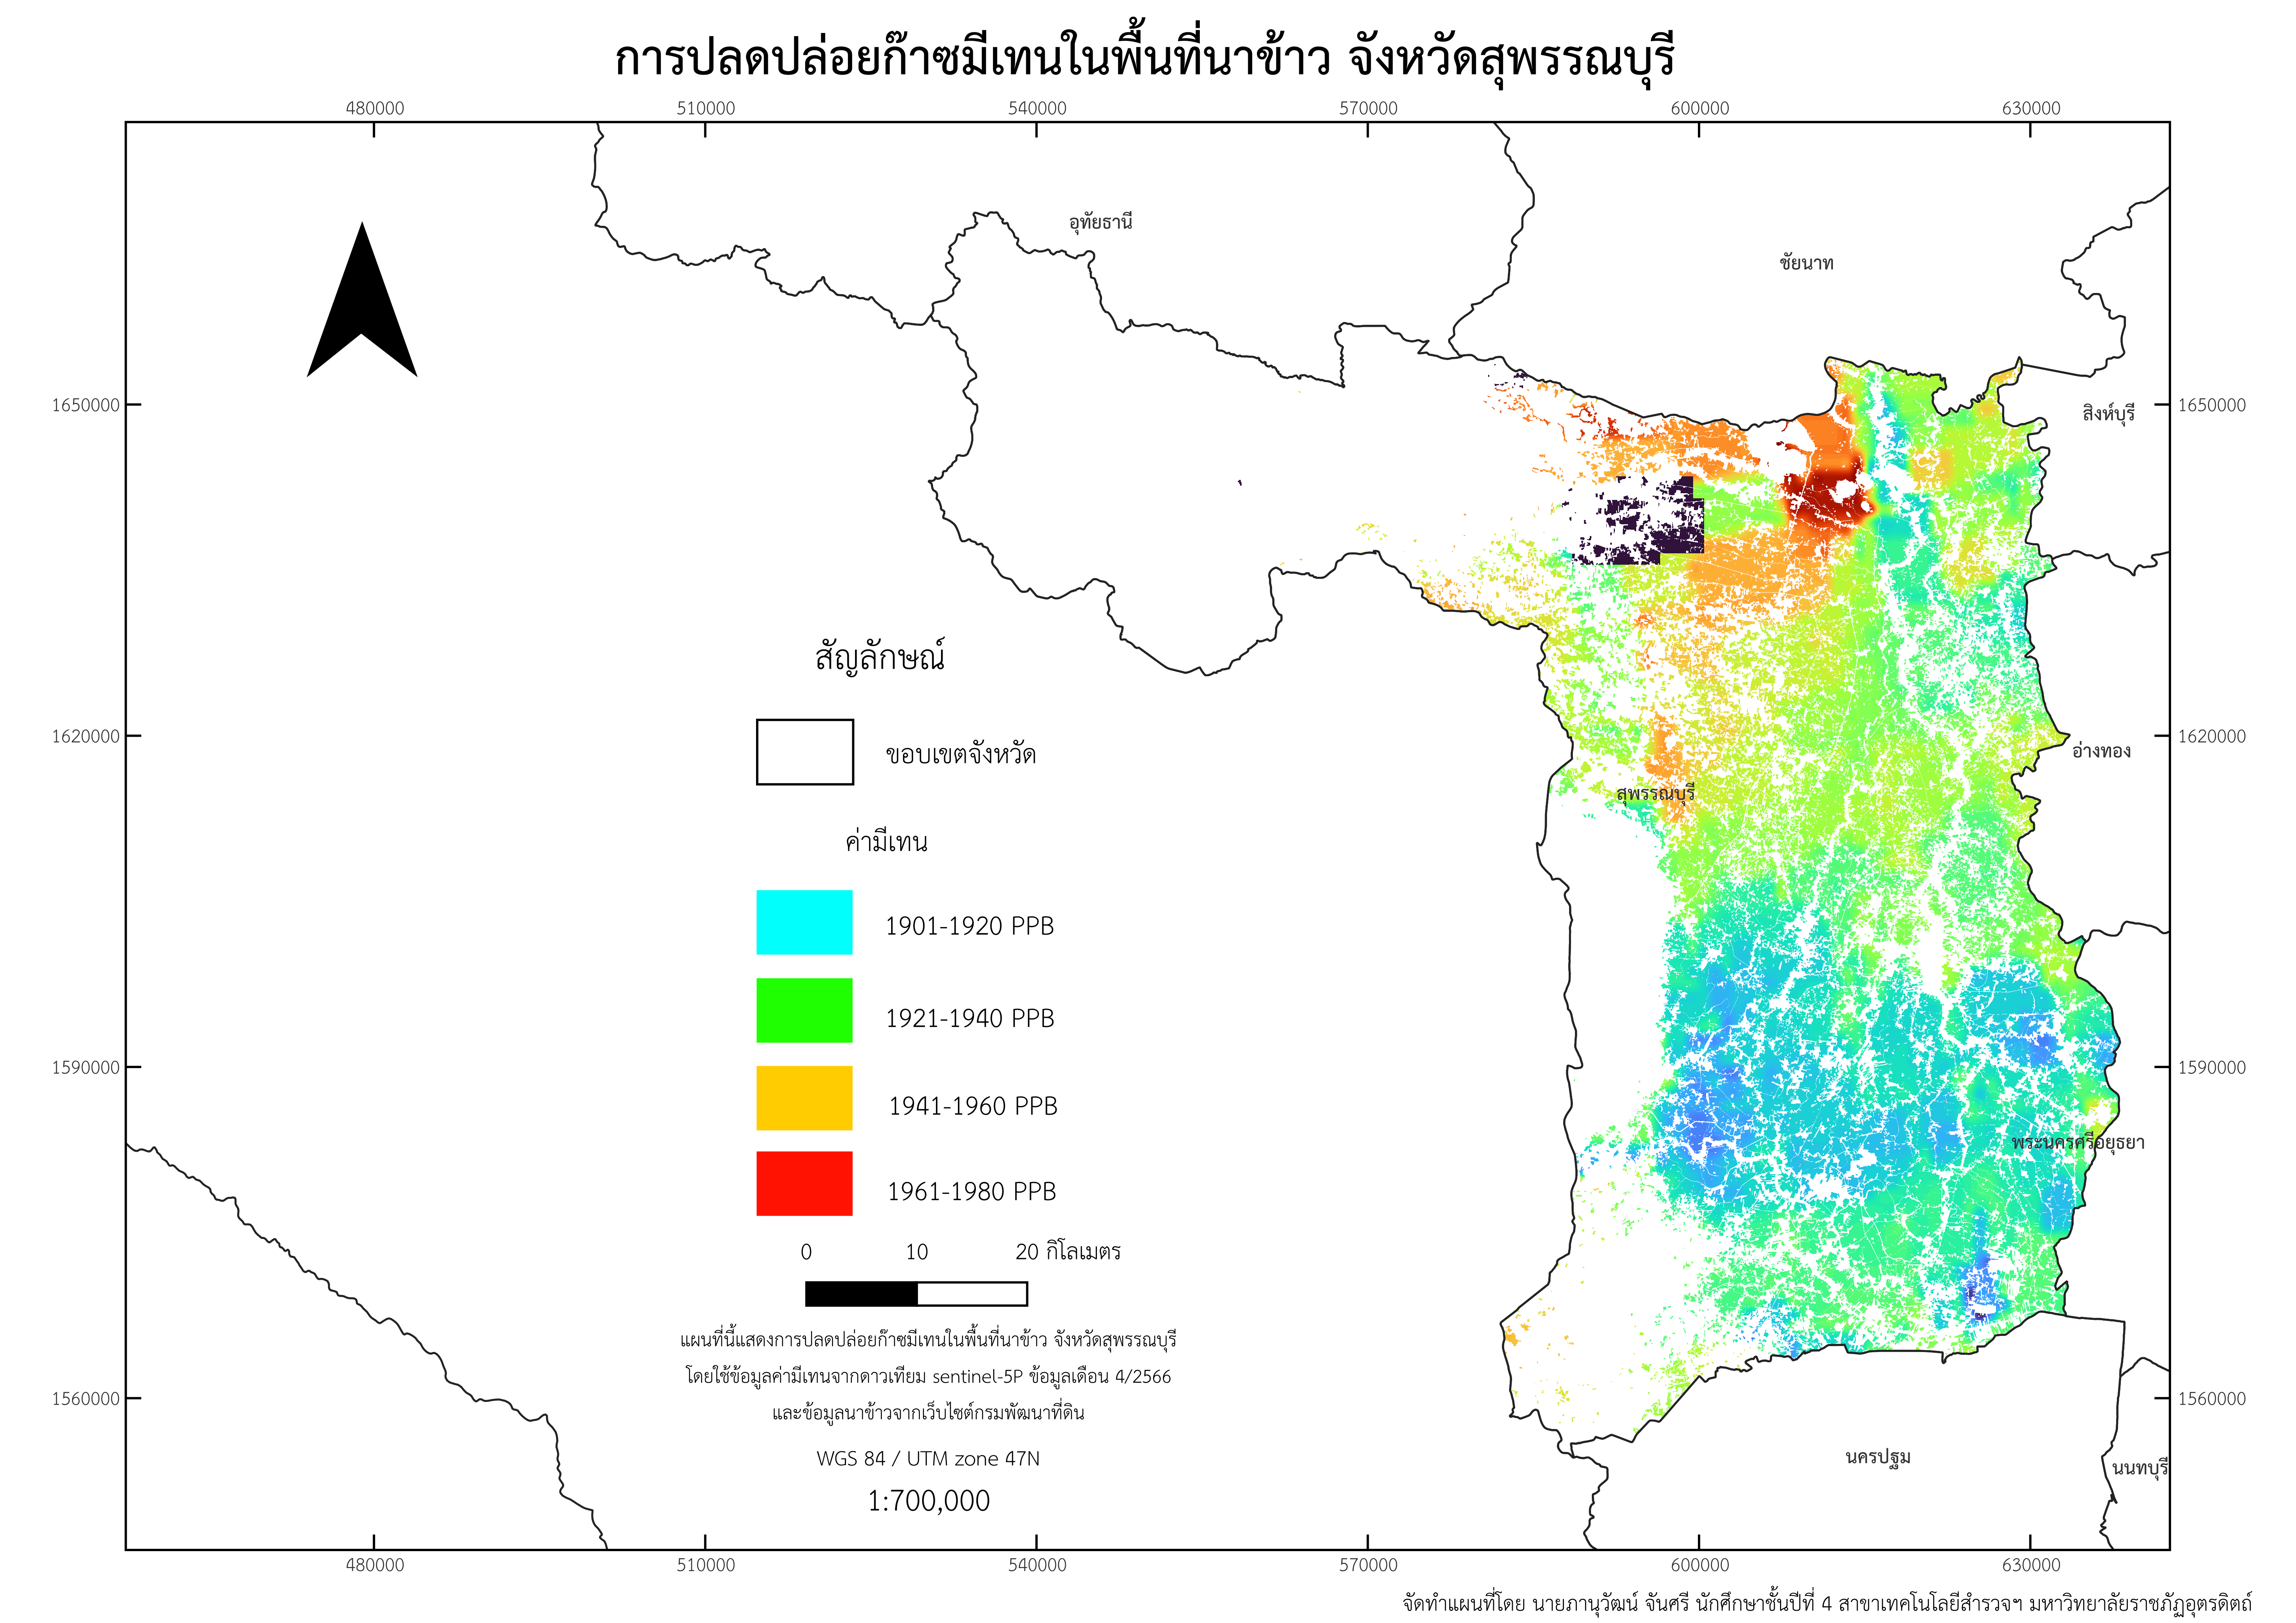 การปลดปล่อยก๊าซมีเทนในพื้นที่นาข้าว จังหวัดสุพรรณบุรี
480000 510000 540000 570000 600000 630000
อุทัยธานี
ชัยนาท
1650000 1650000
สิงห์บุรี
สัญลักษณ์
ขอบเขตจังหวัด
1620000 1620000
อ่างทอง
สุพรรณบุรี
ค่ามีเทน
1901-1920 PPB
1921-1940 PPB
1590000 1590000
1941-1960 PPB
พระนครศรีอยุธยา
1961-1980 PPB
0 10 20 กิโลเมตร
แผนที่นี้แสดงการปลดปล่อยก๊าซมีเทนในพื้นที่นาข้าว จังหวัดสุพรรณบุรี
โดยใช้ข้อมูลค่ามีเทนจากดาวเทียม sentinel-5P ข้อมูลเดือน 4/2566
1560000 1560000
และข้อมูลนาข้าวจากเว็บไซต์กรมพัฒนาที่ดิน
WGS 84 / UTM zone 47N
นครปฐม
นนทบุรี
1:700,000
480000 510000 540000 570000 600000 630000
จัดทำแผนที่โดย นายภานุวัฒน์ จันศรี นักศึกษาชั้นปีที่ 4 สาขาเทคโนโลยีสำรวจฯ มหาวิทยาลัยราชภัฏอุตรดิตถ์